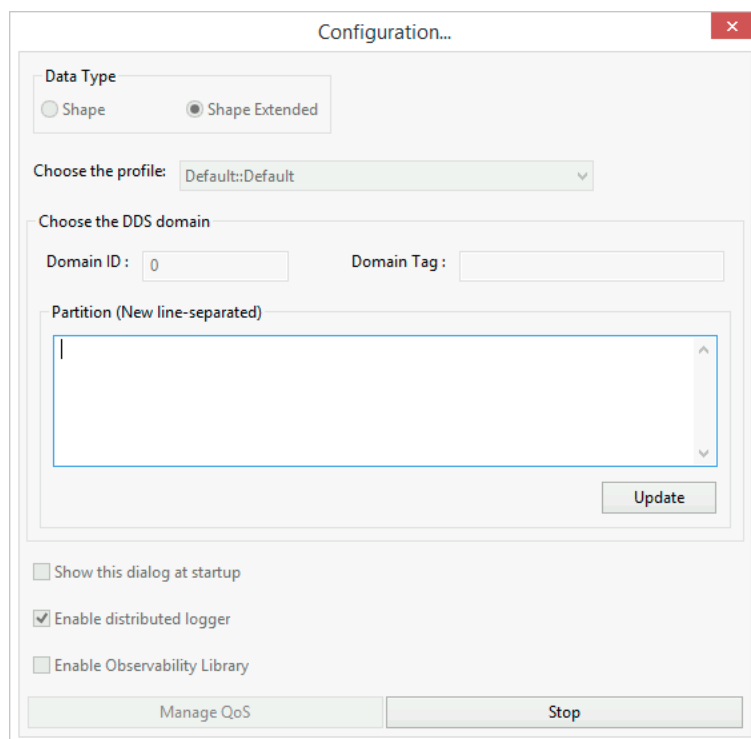 Configuration...
Data Type
Shape Shape Extended
Choose the profile: Default::Default
Choose the DDS domain
Domain ID : 0 Domain Tag :
Partition (New line-separated)
Update
Show this dialog at startup
Enable distributed logger
Enable Observability Library
Manage QoS Stop